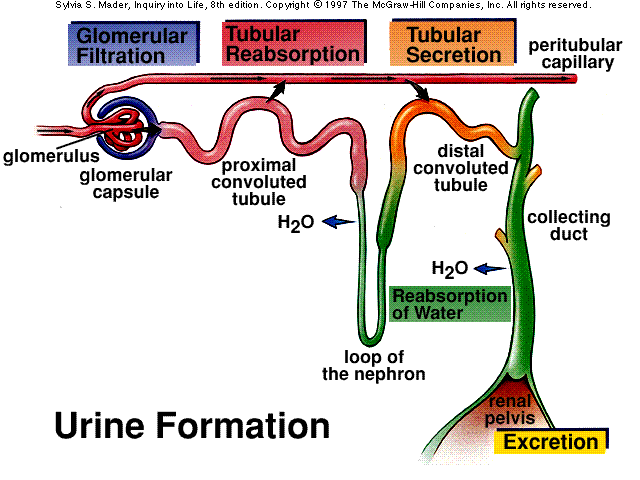 Sylvia S. Mader, Inquiry into Life, 8th edition. Copyright © 1997 The McGraw-Hill Companies, Inc. All rights reserved.
Glomerular
Filtration
Tubular
Reabsorption
Tubular
Secretion
peritubular
capillary
glomerulus
glomerular
capsule
proximal
convoluted
tubule
distal
convoluted
tubule
H2O
collecting
duct
H2O
Reabsorption
of Water
loop of
the nephron
renal
pelvis
Urine Formation
Excretion